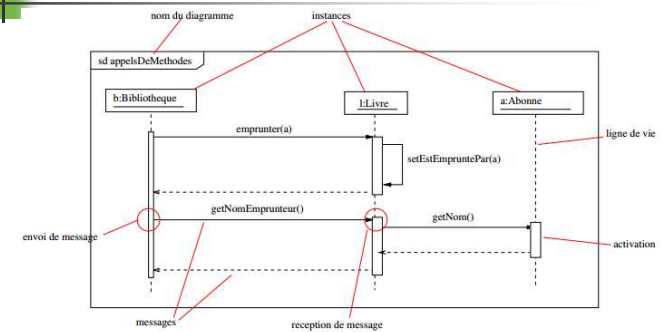 nom du diagramme
instances
sd appelsDeMethodes
b:Bibliotheque
l:Livre
a:Abonne
emprunter(a)
ligne de vie
setEstEmpruntePar(a)
getNomEmprunteur()
getNom()
envoi de message
activation
messages
reception de message